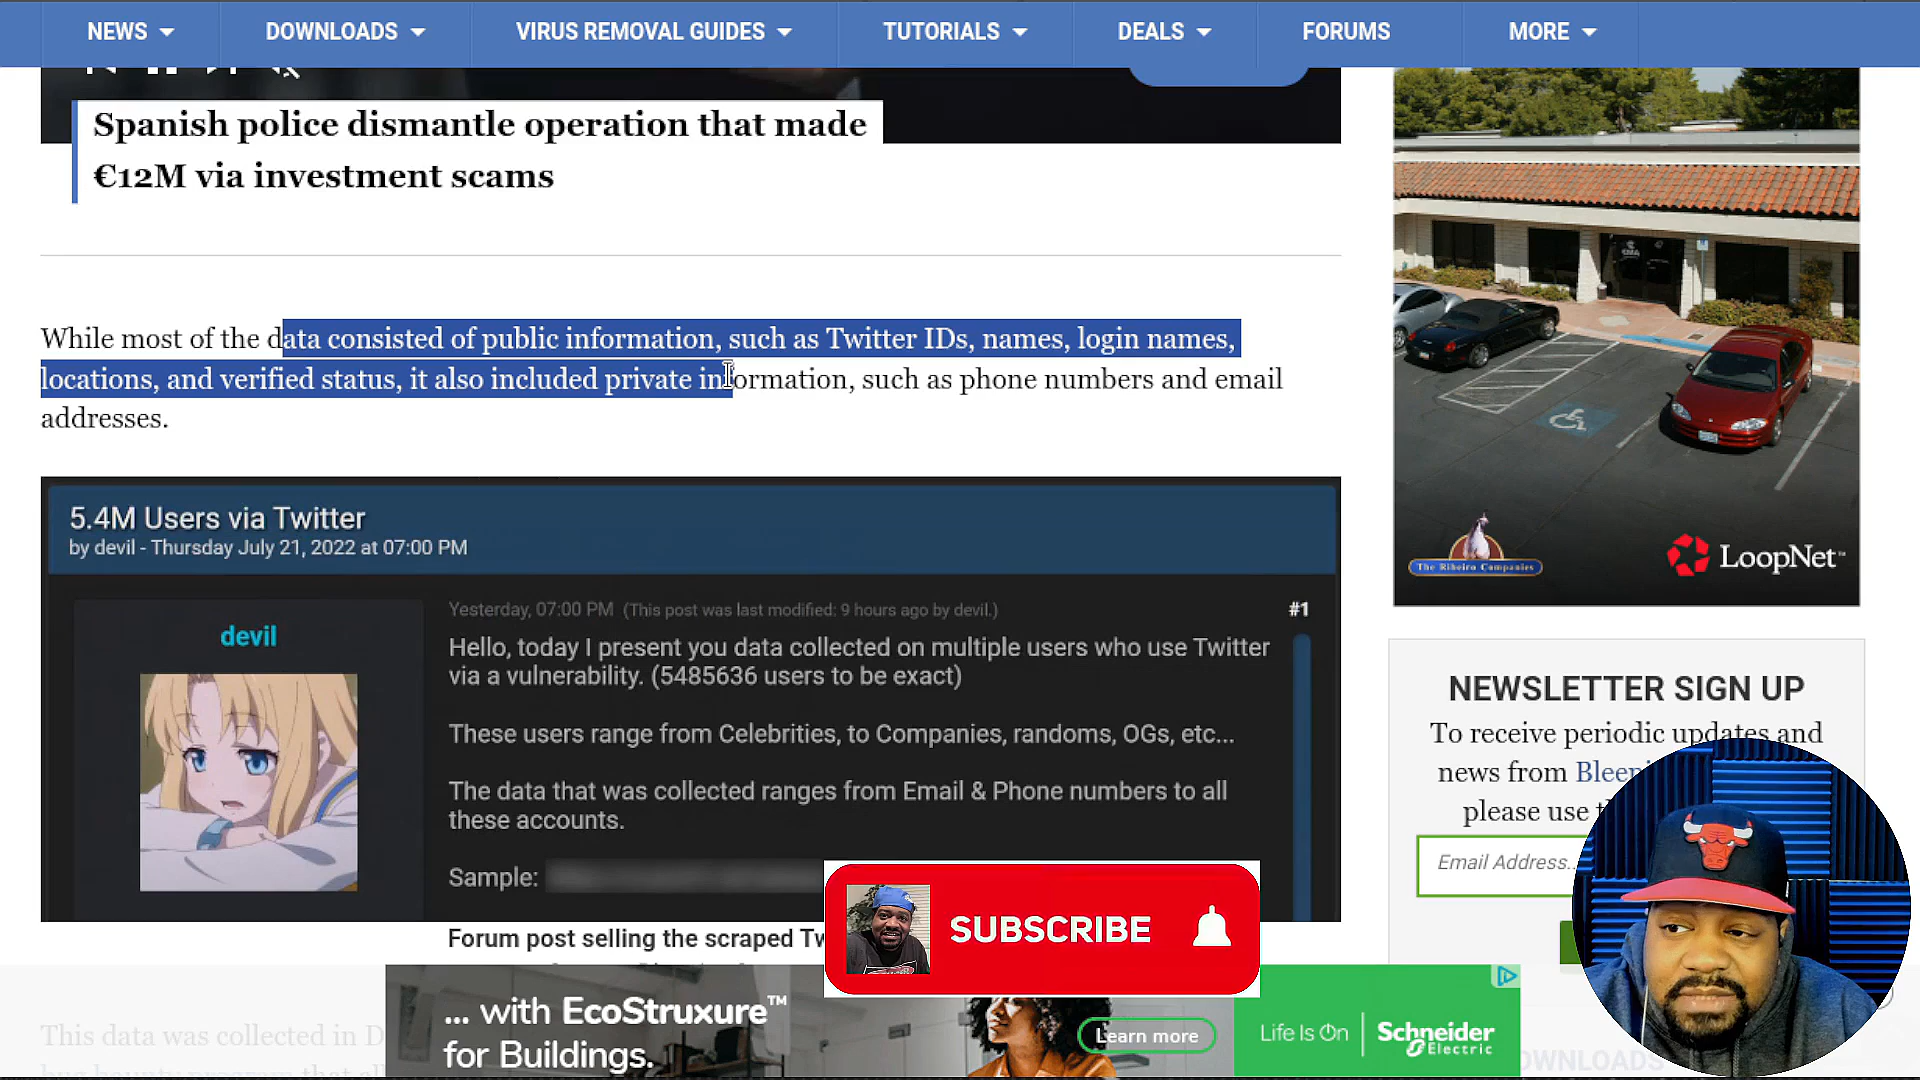 NEWS
DOWNLOADS
VIRUS REMOVAL GUIDES
TUTORIALS
DEALS
FORUMS
MORE
Spanish police dismantle operation that made
€12M via investment scams
While most of the data consisted of public information, such as Twitter IDs, names, login names,
locations, and verified status, it also included private information, such as phone numbers and email
addresses.
5.4M Users via Twitter
by devil - Thursday July 21, 2022 at 07:00 PM
devil
Yesterday, 07:00 PM (This post was last modified: 9 hours ago by devil.)
#1
Hello, today I present you data collected on multiple users who use Twitter
via a vulnerability. (5485636 users to be exact)
These users range from Celebrities, to Companies, randoms, OGs, etc...
The data that was collected ranges from Email & Phone numbers to all
these accounts.
Sample:
Forum post selling the scraped Tw
This data was collected in D
The Ribeiro Companies
LoopNet™
NEWSLETTER SIGN UP
To receive periodic updates and
news from Bleepi
please use t
Email Address...
SUBSCRIBE
... with EcoStruxure™
for Buildings.
Learn more
Life Is On
Schneider
Electric
OWNLOADS